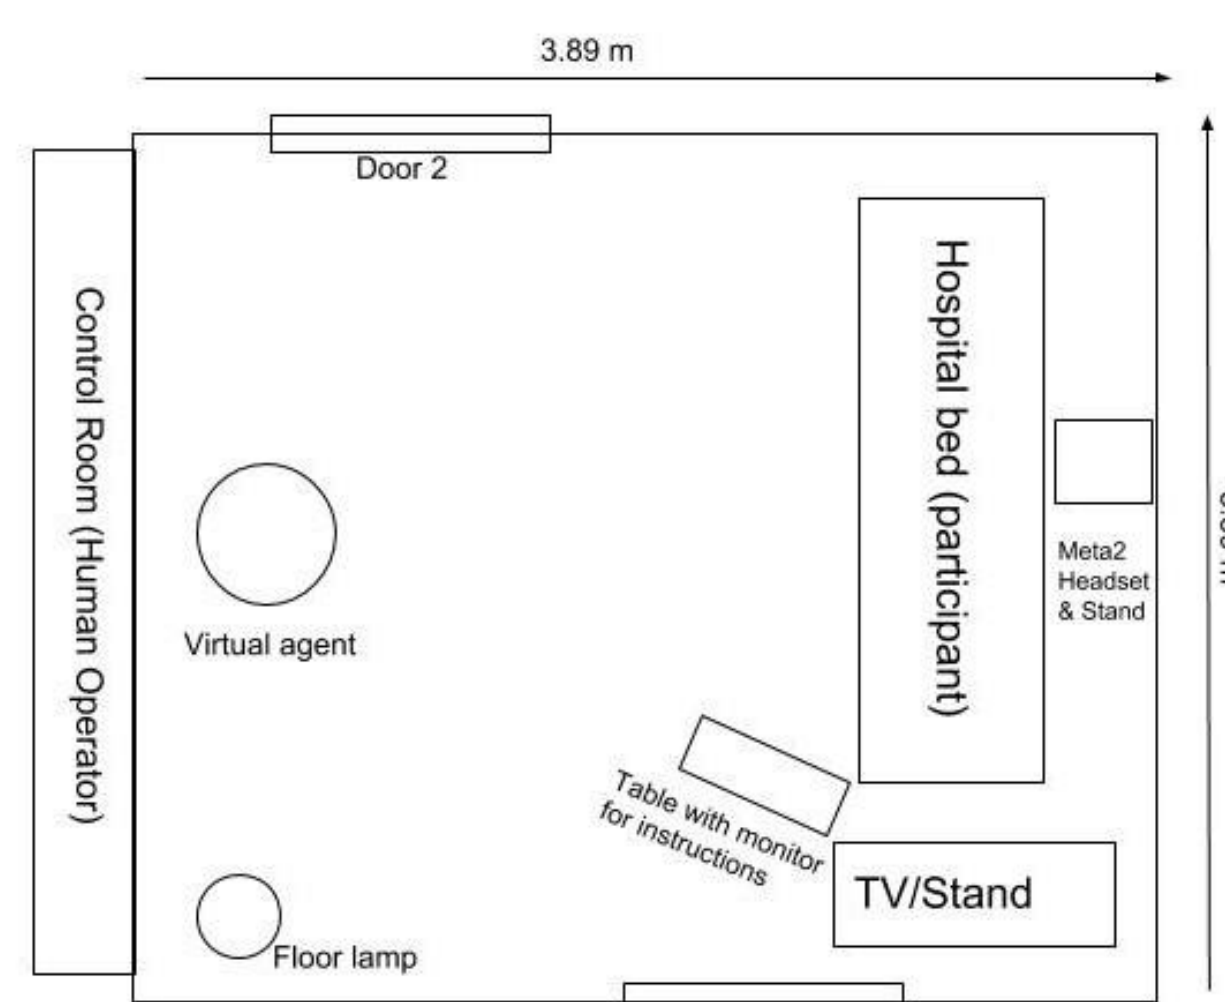 3.89 m
Door 2
Control Room (Human Operator)
Hospital bed (participant)
Meta2
Headset
& Stand
Virtual agent
Table with monitor
for instructions
TV/Stand
Floor lamp